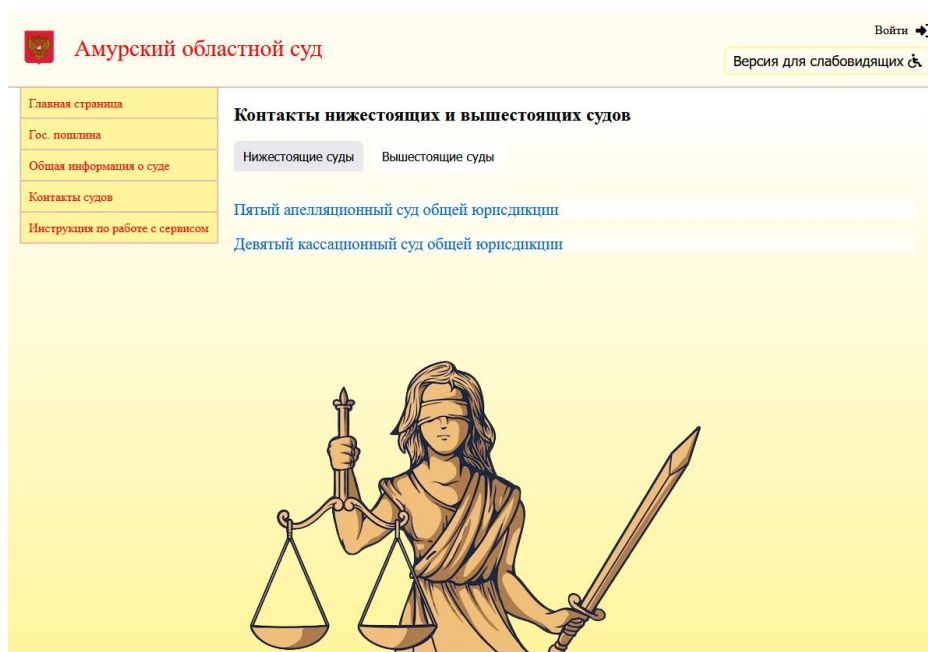 Войти
Амурский областной суд
Версия для слабовидящих
Главная страница
Гос. пошлина
Общая информация о суде
Контакты судов
Инструкция по работе с сервисом
Контакты нижестоящих и вышестоящих судов
Нижестоящие суды Вышестоящие суды
Пятый апелляционный суд общей юрисдикции
Девятый кассационный суд общей юрисдикции